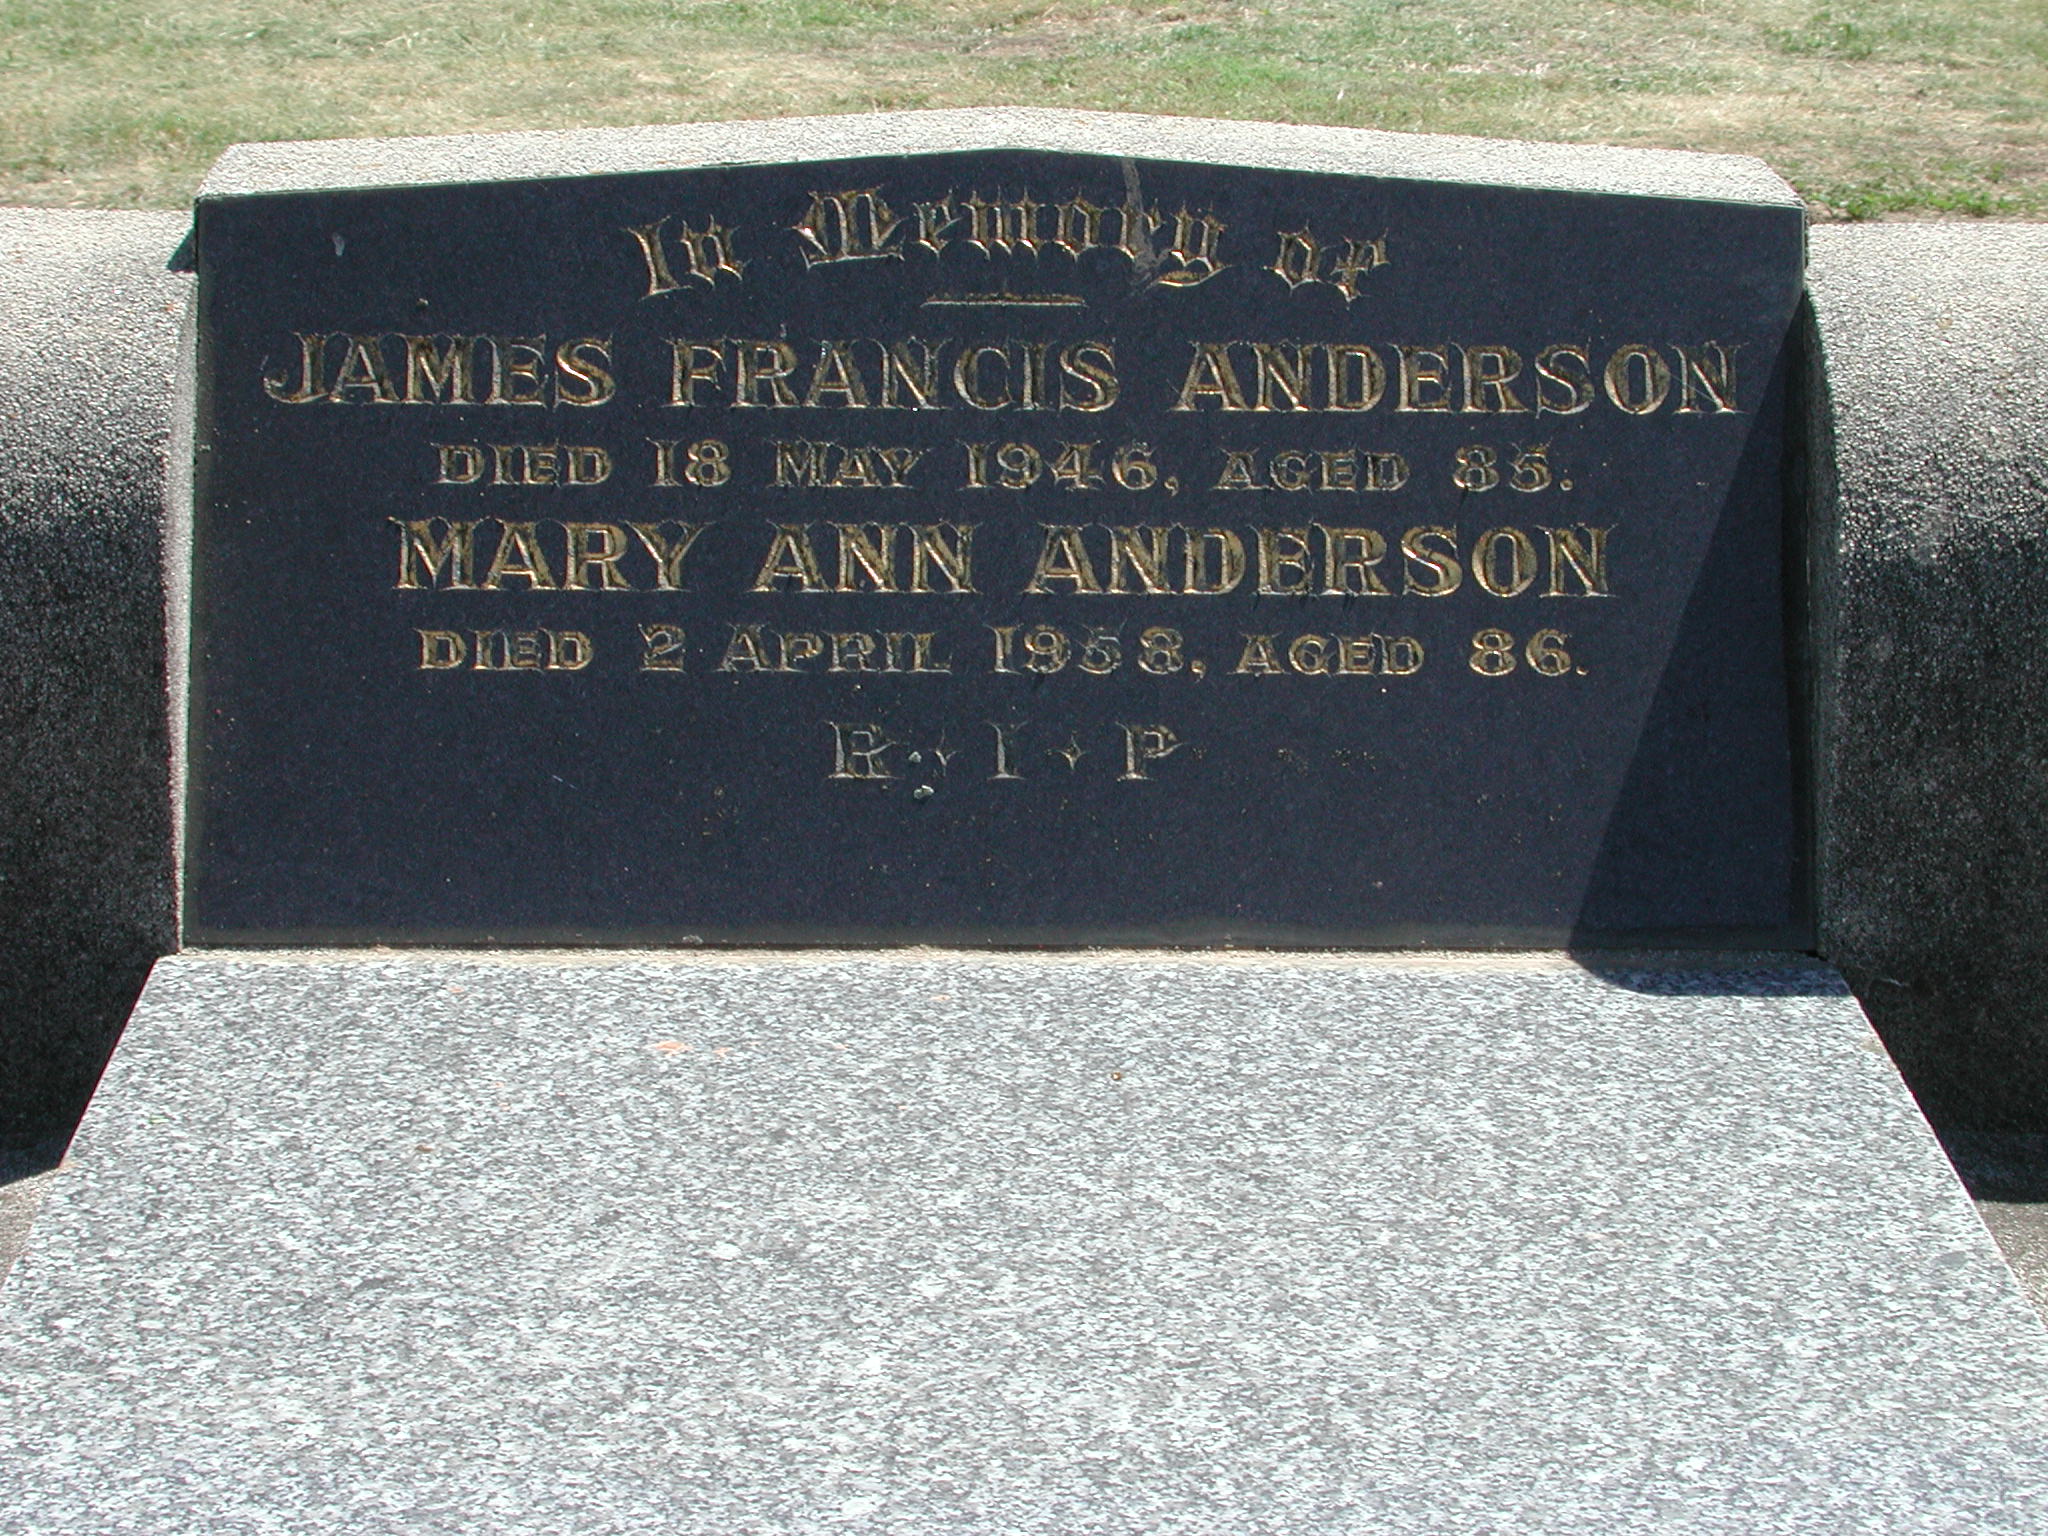 In Memory of
JAMES FRANCIS ANDERSON
DIED 18 MAY 1946, AGED 85.
MARY ANN ANDERSON
DIED 2 APRIL 1958, AGED 86.
R · I · P